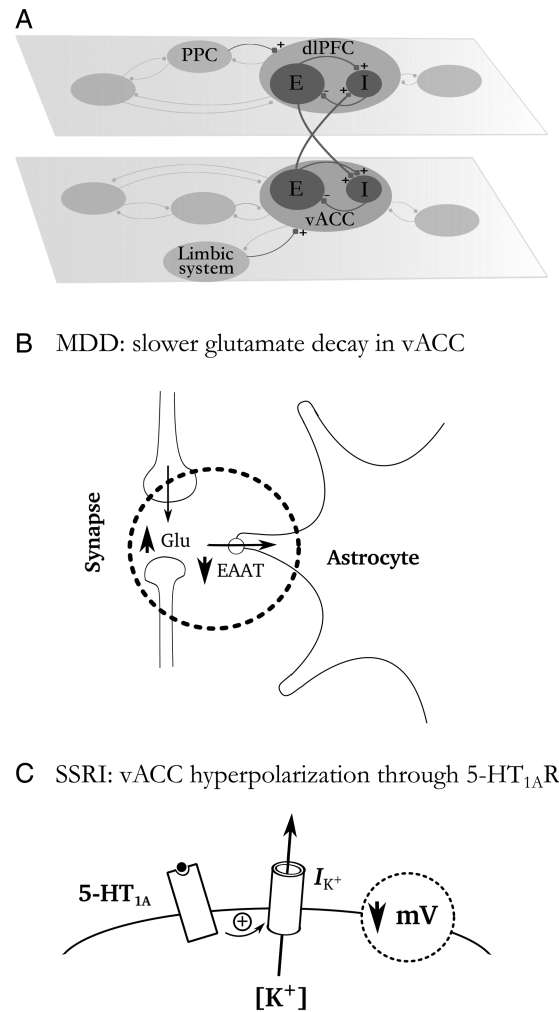 A
PPC
dlPFC
+
E
I
+
-
+
E
I
+
+
-
vACC
+
Limbic
system
B MDD: slower glutamate decay in vACC
Synapse
Glu
EAAT
Astrocyte
C SSRI: vACC hyperpolarization through 5-HT1AR
5-HT1A
+
IK+
mV
[K+]